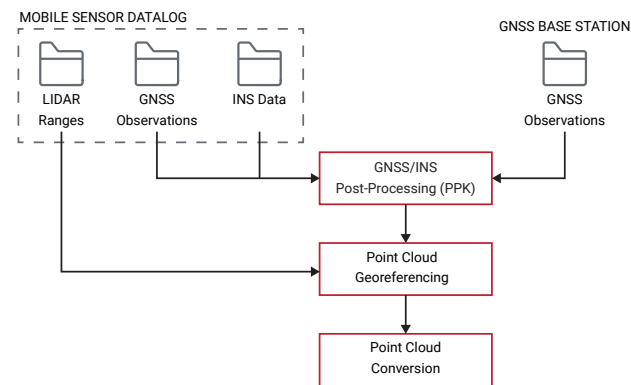 MOBILE SENSOR DATALOG
GNSS BASE STATION
LIDAR
Ranges
GNSS
Observations
INS Data
GNSS
Observations
GNSS/INS
Post-Processing (PPK)
Point Cloud
Georeferencing
Point Cloud
Conversion